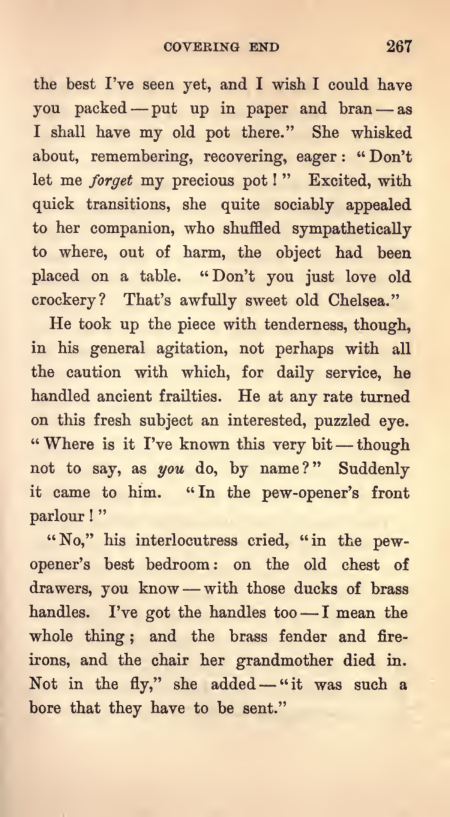 COVERING END 267
the best I've seen yet, and I wish I could have
you packed — put up in paper and bran — as
I shall have my old pot there." She whisked
about, remembering, recovering, eager: "Don't
let me forget my precious pot!" Excited, with
quick transitions, she quite sociably appealed
to her companion, who shuffled sympathetically
to where, out of harm, the object had been
placed on a table. "Don't you just love old
crockery? That's awfully sweet old Chelsea."
He took up the piece with tenderness, though,
in his general agitation, not perhaps with all
the caution with which, for daily service, he
handled ancient frailties. He at any rate turned
on this fresh subject an interested, puzzled eye.
"Where is it I've known this very bit — though
not to say, as you do, by name?" Suddenly
it came to him. "In the pew-opener's front
parlour!"
"No," his interlocutress cried, "in the pew-
opener's best bedroom: on the old chest of
drawers, you know — with those ducks of brass
handles. I've got the handles too — I mean the
whole thing; and the brass fender and fire-
irons, and the chair her grandmother died in.
Not in the fly," she added — "it was such a
bore that they have to be sent."